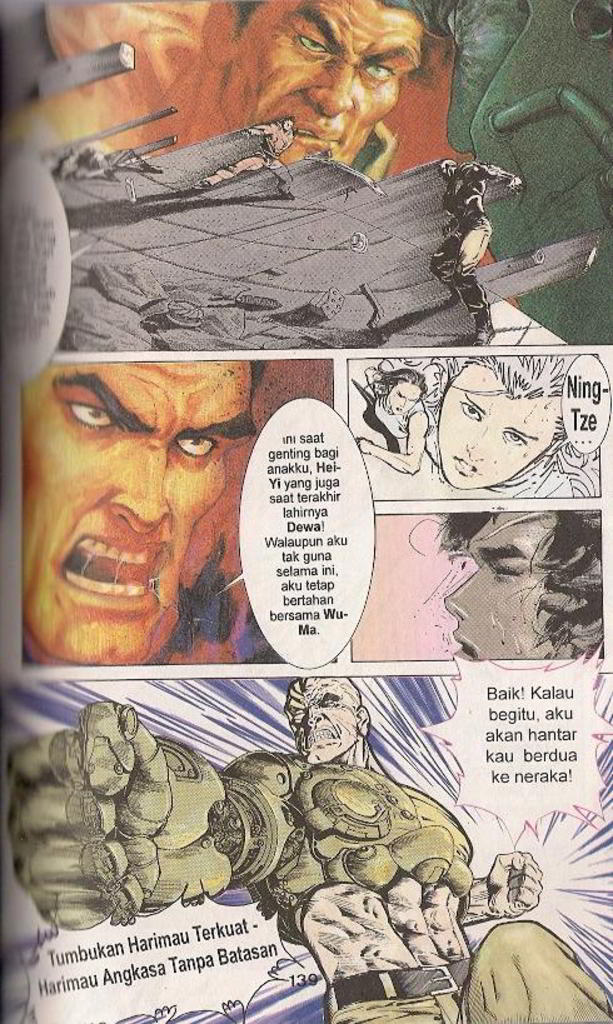 Ning-
Tze
...
ini saat
genting bagi
anakku, Hei-
Yi yang juga
saat terakhir
lahirnya
Dewa!
Walaupun aku
tak guna
selama ini,
aku tetap
bertahan
bersama Wu-
Ma.
Baik! Kalau
begitu, aku
akan hantar
kau berdua
ke neraka!
Tumbukan Harimau Terkuat -
Harimau Angkasa Tanpa Batasan
139